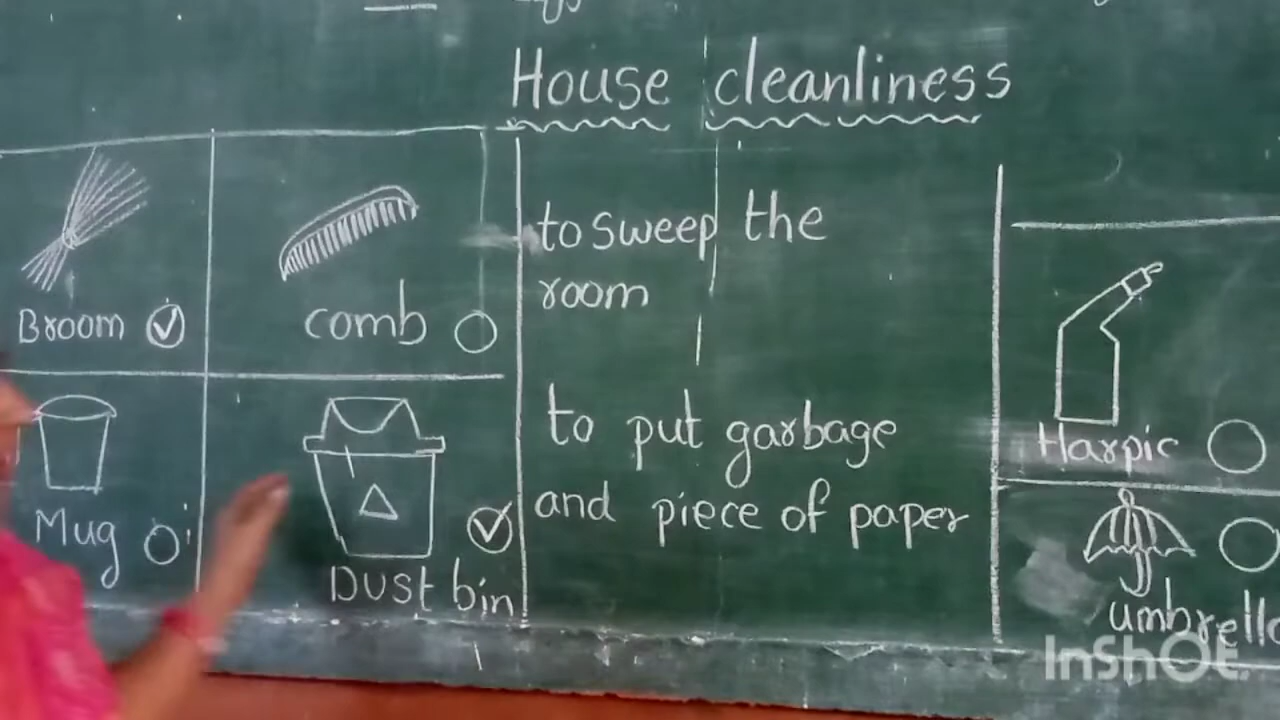 House cleanliness
Broom
comb
to sweep the
room
Mug
Dust bin
to put garbage
and piece of paper
Harpic
umbrella
InShOt